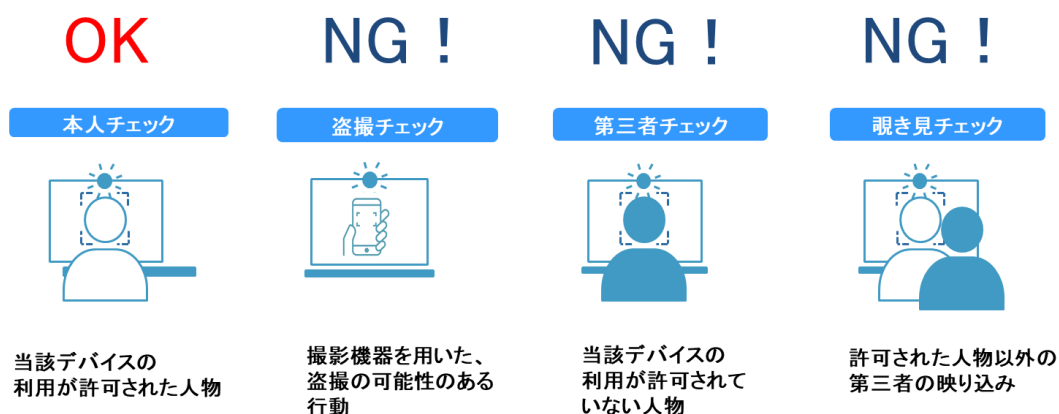 OK
NG！
NG！
NG！
本人チェック
盗撮チェック
第三者チェック
覗き見チェック
当該デバイスの
利用が許可された人物
撮影機器を用いた、
盗撮の可能性のある
行動
当該デバイスの
利用が許可されて
いない人物
許可された人物以外の
第三者の映り込み